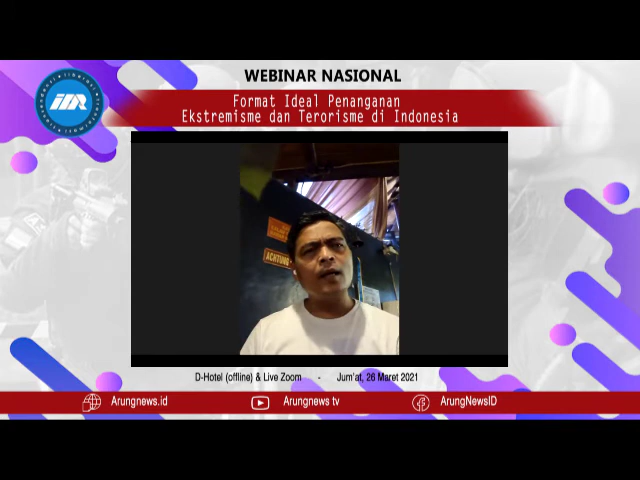 WEBINAR NASIONAL
Format Ideal Penanganan
Ekstremisme dan Terorisme di Indonesia
ACHTUNG
D-Hotel (offline) & Live Zoom - Jum'at, 26 Maret 2021
Arungnews.id
Arungnews tv
ArungNewsID